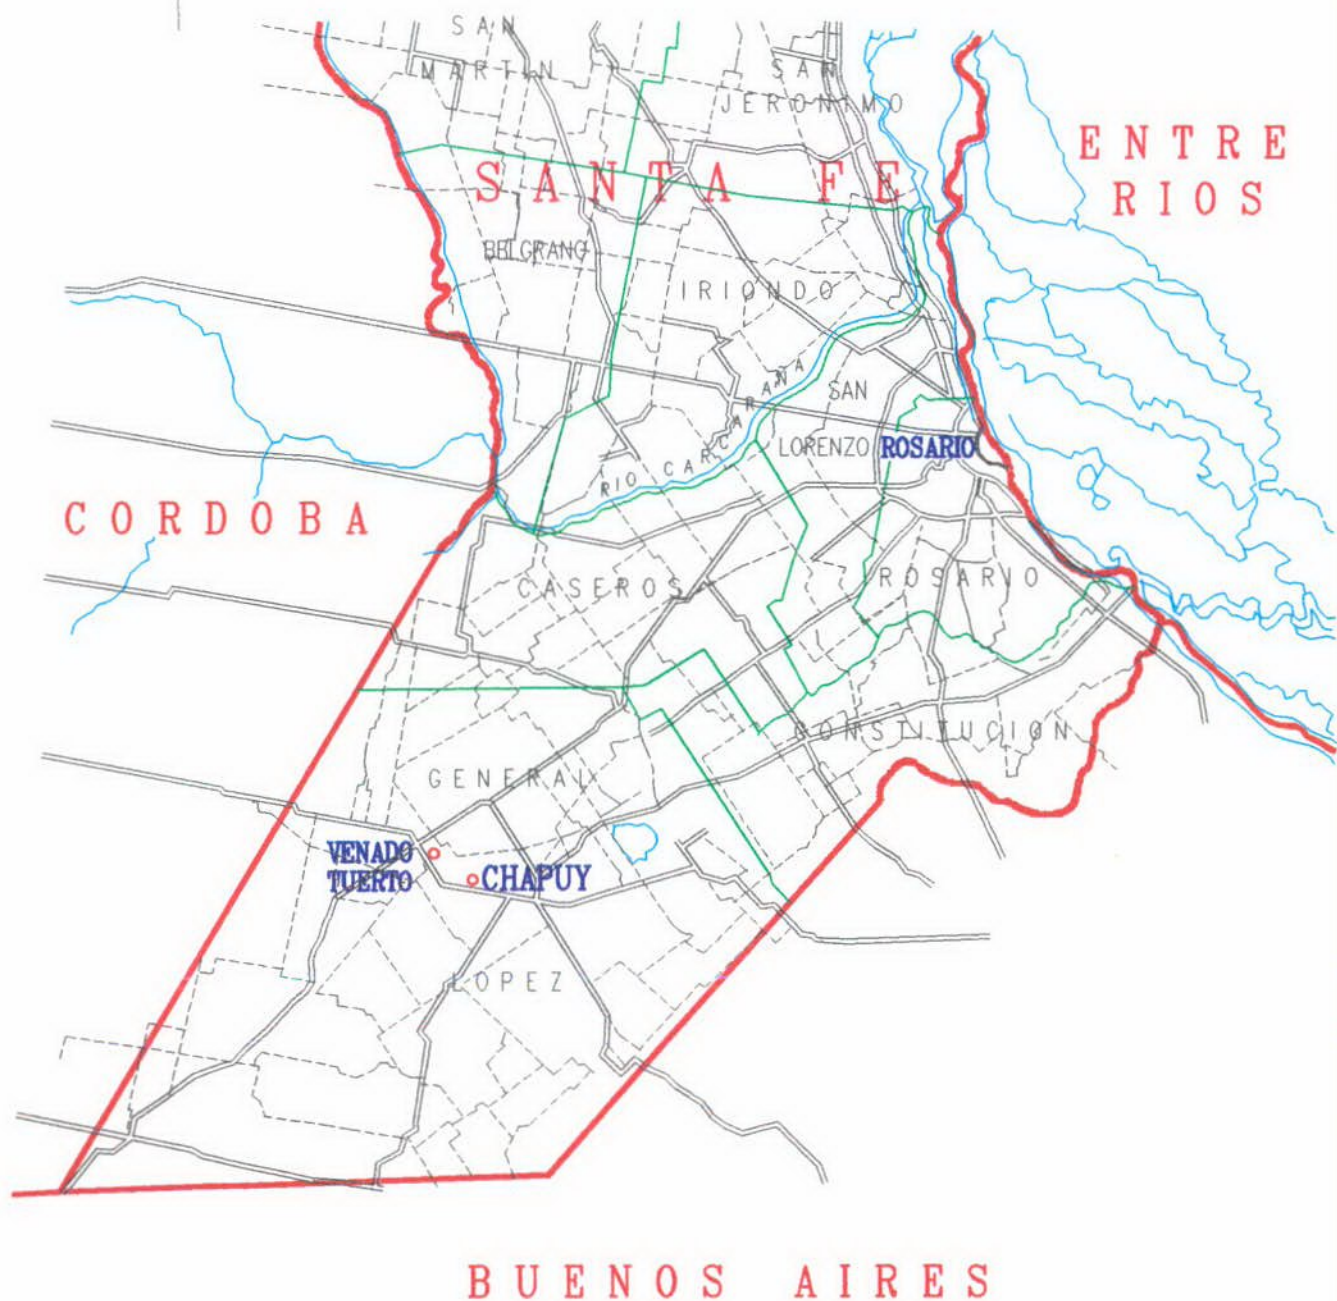 SAN
MARTIN
SAN
JERONIMO
ENTRE
RIOS
SANTA FE
BELGRANO
IRIONDO
SAN
LORENZO
ROSARIO
RIO CARCARAÑA
CORDOBA
CASEROS
ROSARIO
CONSTITUCION
GENERAL
VENADO
TUERTO
CHAPUY
LOPEZ
BUENOS AIRES